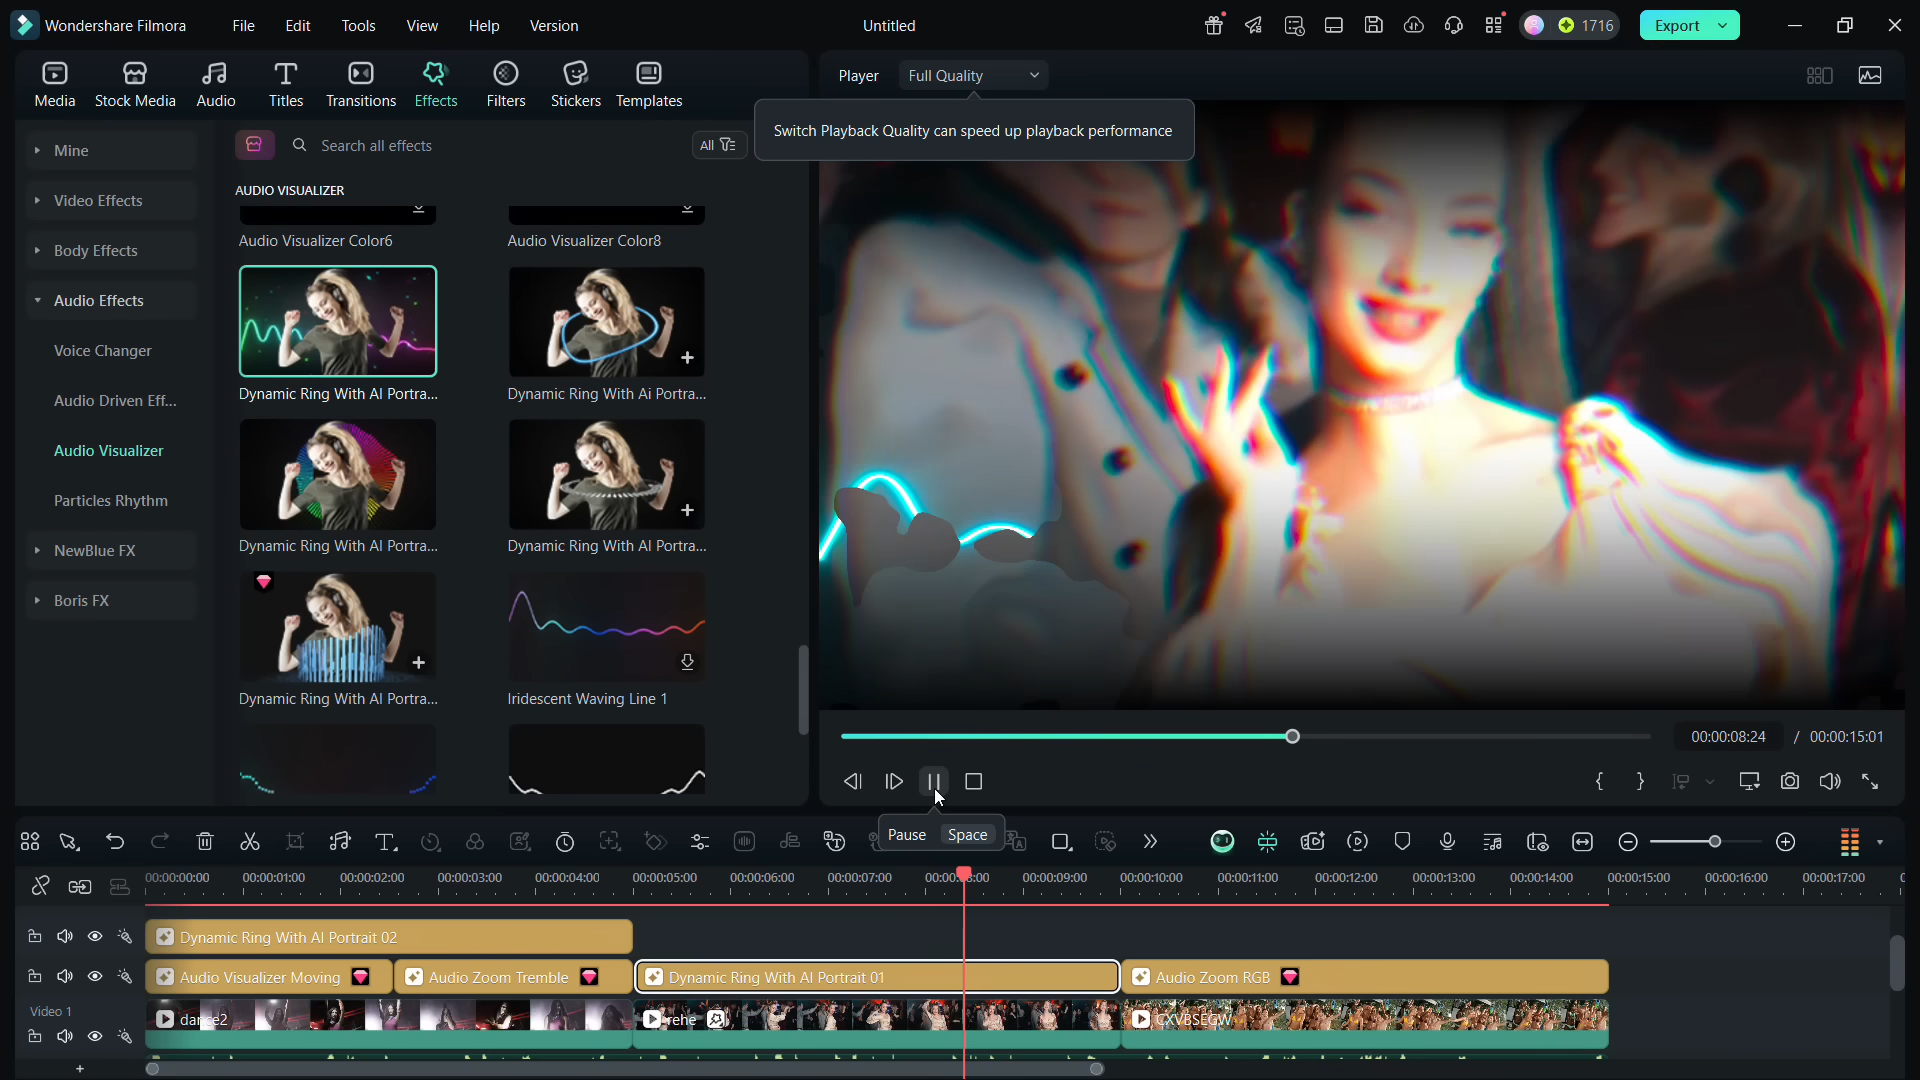 Wondershare Filmora
File
Edit
Tools
View
Help
Version
Untitled
1716
Export
Media
Stock Media
Audio
Titles
Transitions
Effects
Filters
Stickers
Templates
Player
Full Quality
Switch Playback Quality can speed up playback performance
Mine
Video Effects
Body Effects
Audio Effects
Voice Changer
Audio Driven Eff...
Audio Visualizer
Particles Rhythm
NewBlue FX
Boris FX
Search all effects
All
AUDIO VISUALIZER
Audio Visualizer Color6
Audio Visualizer Color8
Dynamic Ring With AI Portra...
Dynamic Ring With Ai Portra...
Dynamic Ring With AI Portra...
Dynamic Ring With AI Portra...
Dynamic Ring With AI Portra...
Iridescent Waving Line 1
00:00:08:24 / 00:00:15:01
Pause Space
00:00:00:00
00:00:01:00
00:00:02:00
00:00:03:00
00:00:04:00
00:00:05:00
00:00:06:00
00:00:07:00
00:00:09:00
00:00:10:00
00:00:11:00
00:00:12:00
00:00:13:00
00:00:14:00
00:00:15:00
00:00:16:00
00:00:17:00
Dynamic Ring With AI Portrait 02
Audio Visualizer Moving
Audio Zoom Tremble
Dynamic Ring With AI Portrait 01
Audio Zoom RGB
Video 1
dance2
rehe
CXVBSEGW